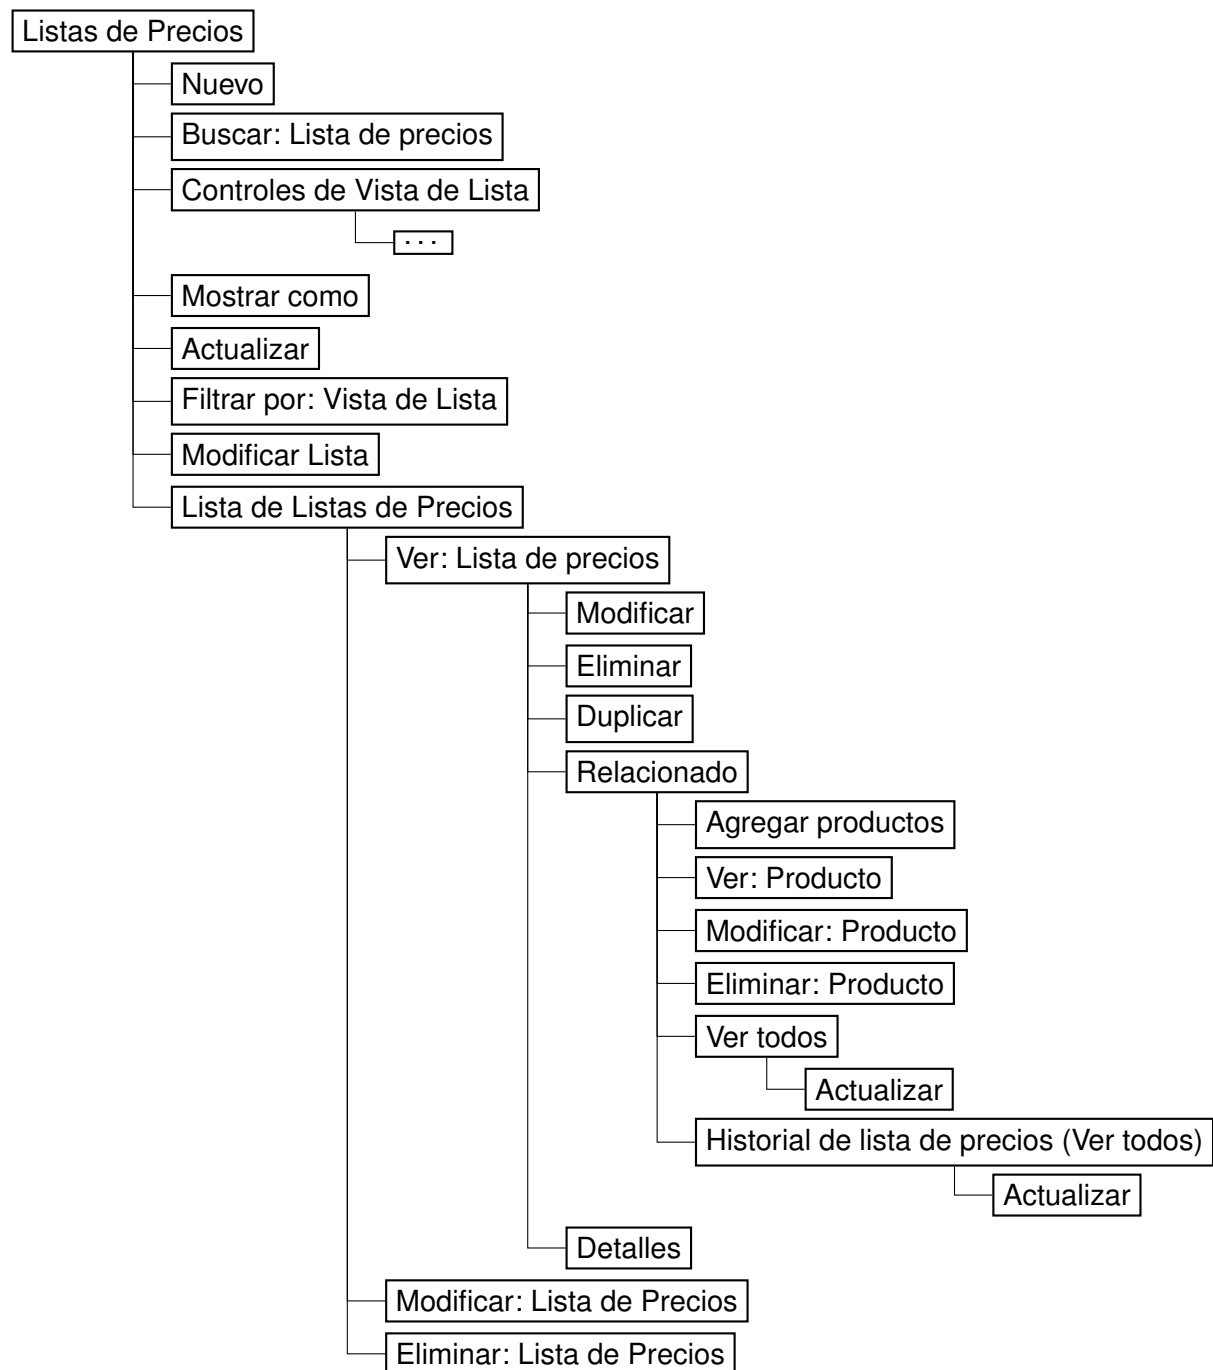 Listas de Precios
Nuevo
Buscar: Lista de precios
Controles de Vista de Lista
...
Mostrar como
Actualizar
Filtrar por: Vista de Lista
Modificar Lista
Lista de Listas de Precios
Ver: Lista de precios
Modificar
Eliminar
Duplicar
Relacionado
Agregar productos
Ver: Producto
Modificar: Producto
Eliminar: Producto
Ver todos
Actualizar
Historial de lista de precios (Ver todos)
Actualizar
Detalles
Modificar: Lista de Precios
Eliminar: Lista de Precios